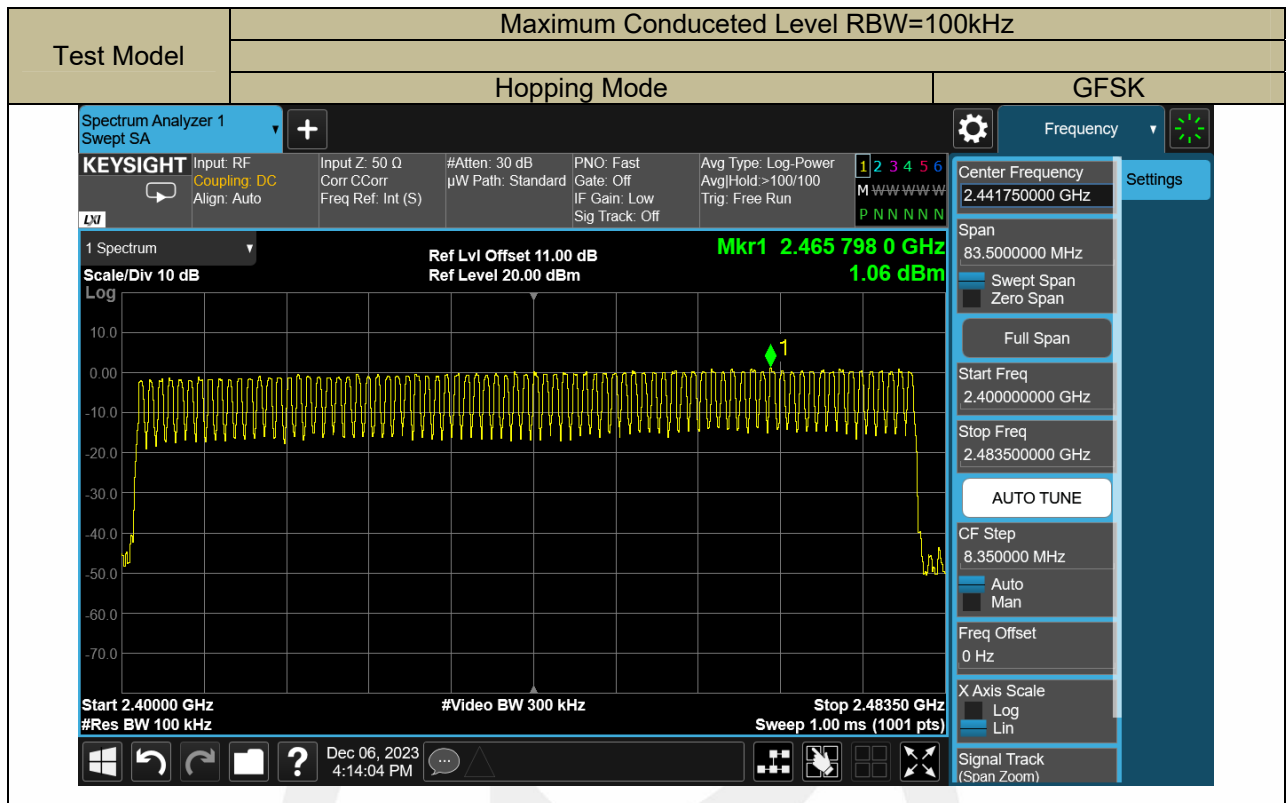 Test Model
Maximum Conduceted Level RBW=100kHz
Hopping Mode
GFSK
Spectrum Analyzer 1
Swept SA
Frequency
KEYSIGHT
LXI
Input: RF
Coupling: DC
Align: Auto
Input Z: 50 Ω
Corr CCorr
Freq Ref: Int (S)
#Atten: 30 dB
µW Path: Standard
PNO: Fast
Gate: Off
IF Gain: Low
Sig Track: Off
Avg Type: Log-Power
Avg|Hold:>100/100
Trig: Free Run
1 2 3 4 5 6
M W W W W W
P N N N N N
1 Spectrum
Scale/Div 10 dB
Log
Ref Lvl Offset 11.00 dB
Ref Level 20.00 dBm
Mkr1 2.465 798 0 GHz
1.06 dBm
1
10.0
0.00
-10.0
-20.0
-30.0
-40.0
-50.0
-60.0
-70.0
Start 2.40000 GHz
#Res BW 100 kHz
#Video BW 300 kHz
Stop 2.48350 GHz
Sweep 1.00 ms (1001 pts)
Center Frequency
2.441750000 GHz
Settings
Span
83.5000000 MHz
Swept Span
Zero Span
Full Span
Start Freq
2.400000000 GHz
Stop Freq
2.483500000 GHz
AUTO TUNE
CF Step
8.350000 MHz
Auto
Man
Freq Offset
0 Hz
X Axis Scale
Log
Lin
Signal Track
(Span Zoom)
?
Dec 06, 2023
4:14:04 PM